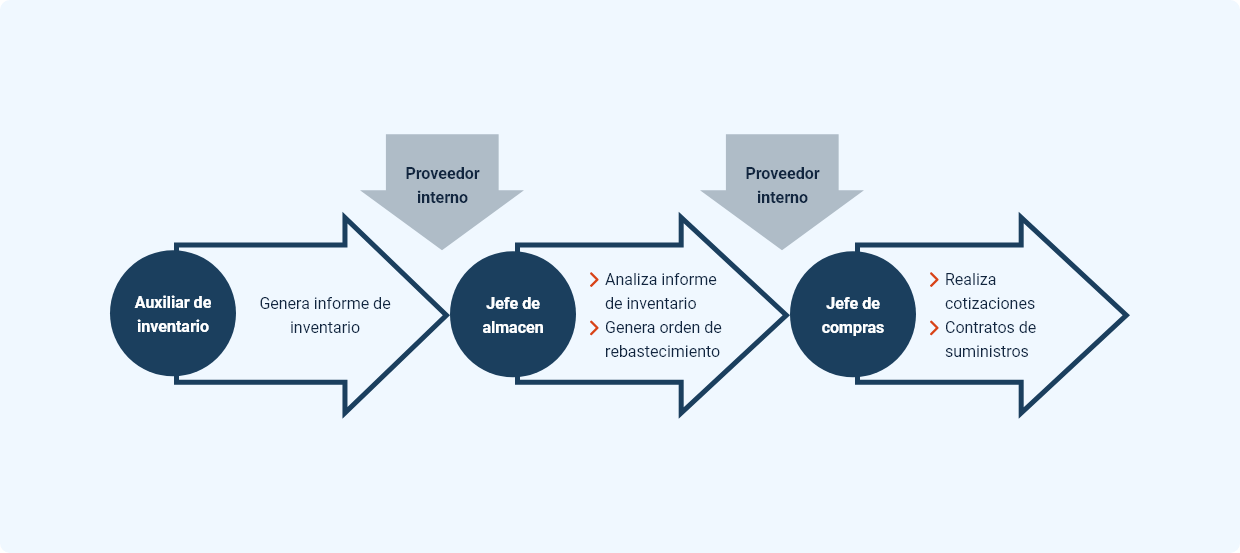 Proveedor
interno
Proveedor
interno
Auxiliar de
inventario
Genera informe de
inventario
Jefe de
almacen
Analiza informe
de inventario
Genera orden de
rebastecimiento
Jefe de
compras
Realiza
cotizaciones
Contratos de
suministros